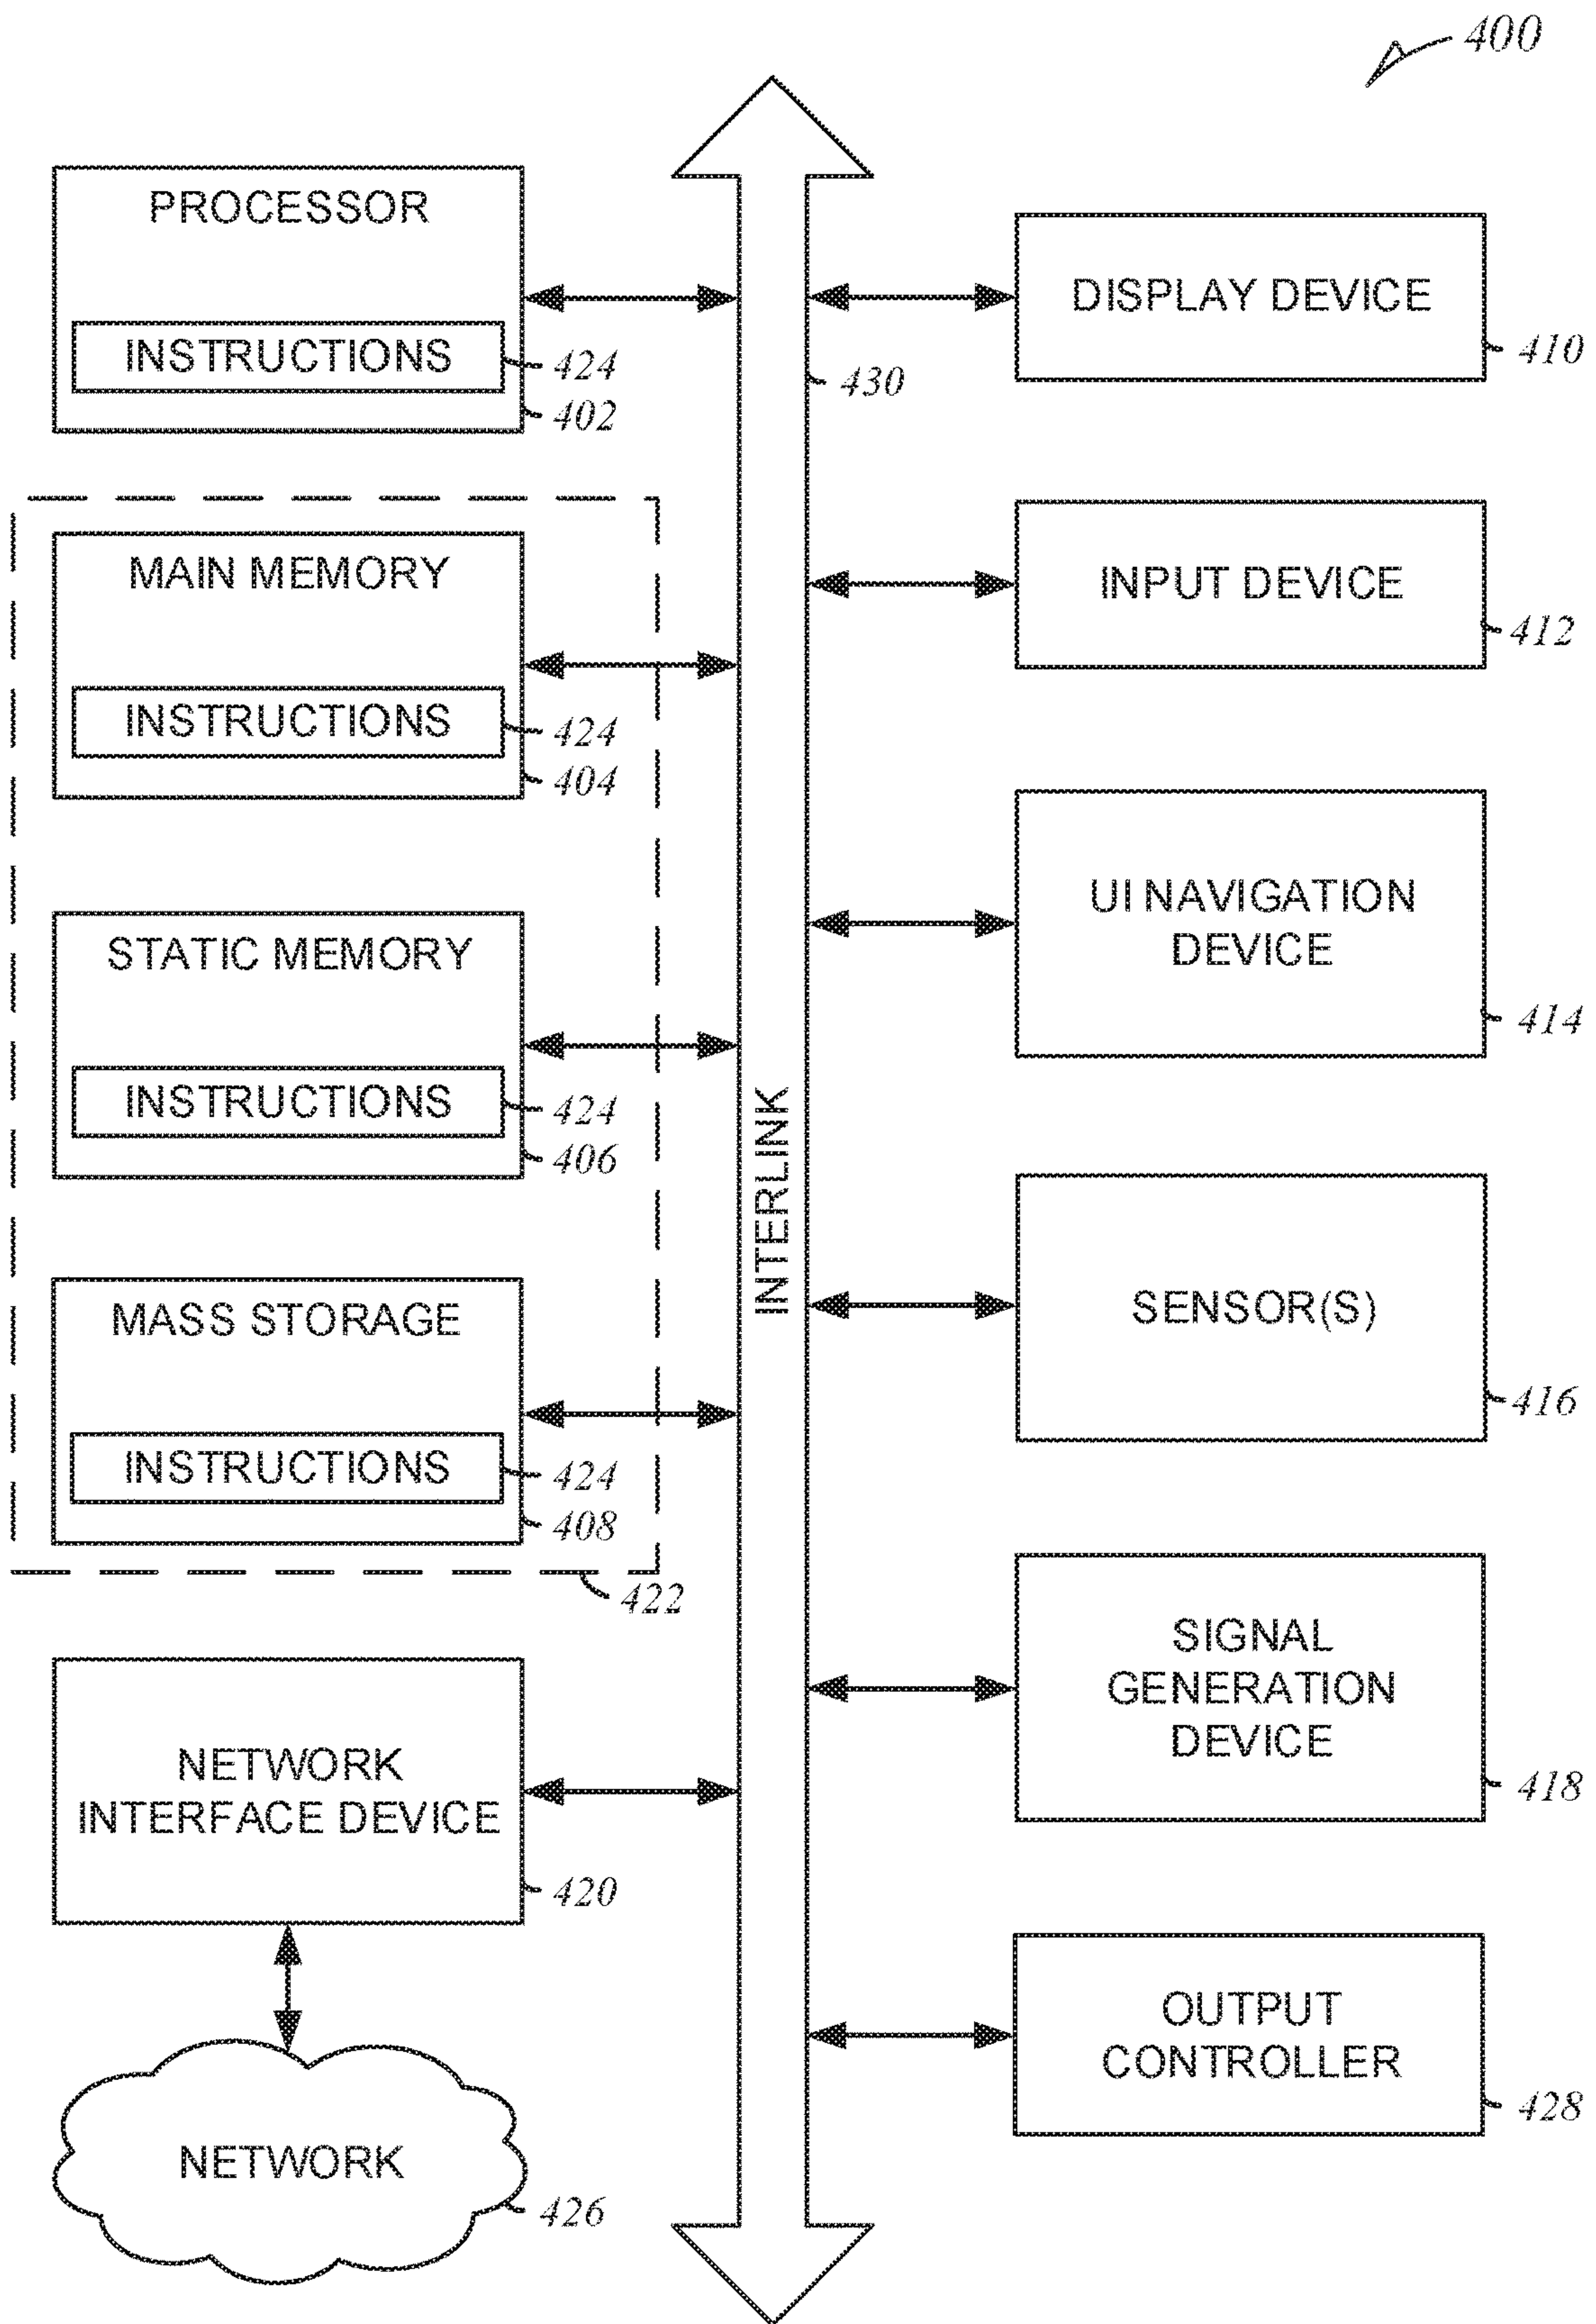 400
PROCESSOR
INSTRUCTIONS
424
402
MAIN MEMORY
INSTRUCTIONS
424
404
STATIC MEMORY
INSTRUCTIONS
424
406
MASS STORAGE
INSTRUCTIONS
424
408
422
NETWORK
INTERFACE DEVICE
420
NETWORK
426
INTERLINK
430
DISPLAY DEVICE
410
INPUT DEVICE
412
UI NAVIGATION
DEVICE
414
SENSOR(S)
416
SIGNAL
GENERATION
DEVICE
418
OUTPUT
CONTROLLER
428